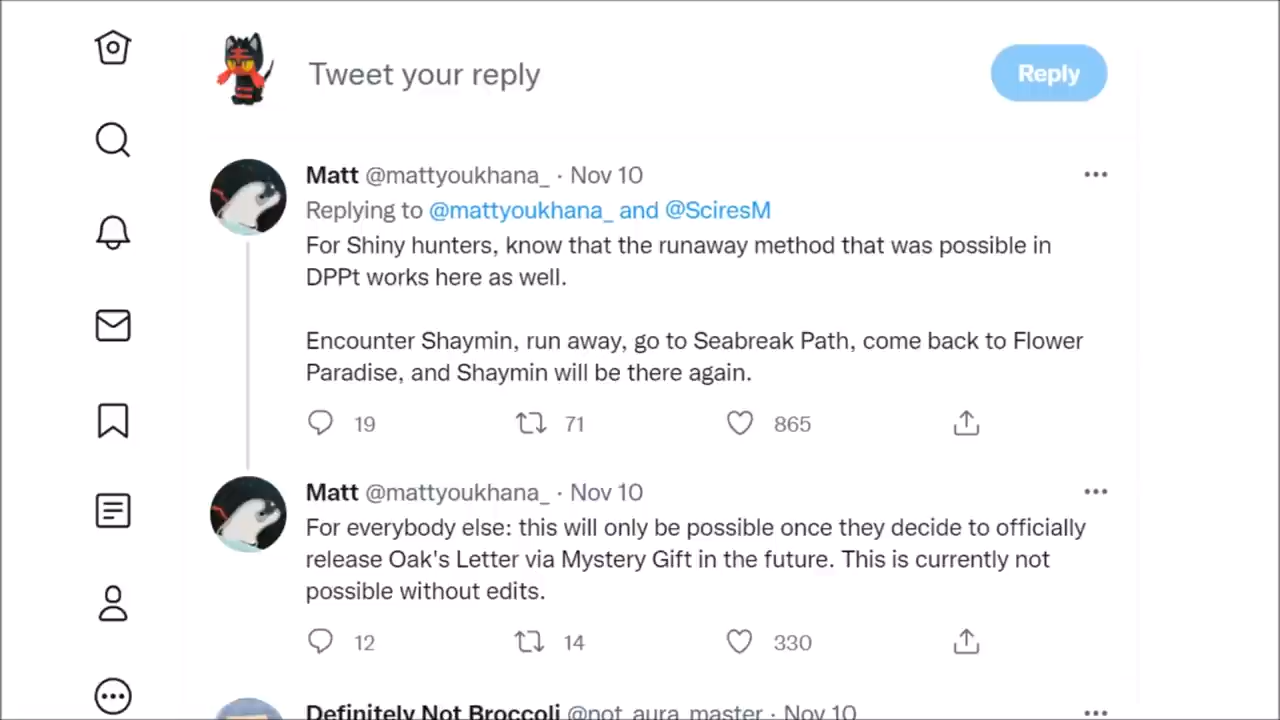 Tweet your reply
Reply
Matt @mattyoukhana_ · Nov 10
Replying to @mattyoukhana_ and @SciresM
For Shiny hunters, know that the runaway method that was possible in
DPPt works here as well.
Encounter Shaymin, run away, go to Seabreak Path, come back to Flower
Paradise, and Shaymin will be there again.
19 71 865
Matt @mattyoukhana_ · Nov 10
For everybody else: this will only be possible once they decide to officially
release Oak's Letter via Mystery Gift in the future. This is currently not
possible without edits.
12 14 330
Definitely Not Broccoli @not_aura_master · Nov 10